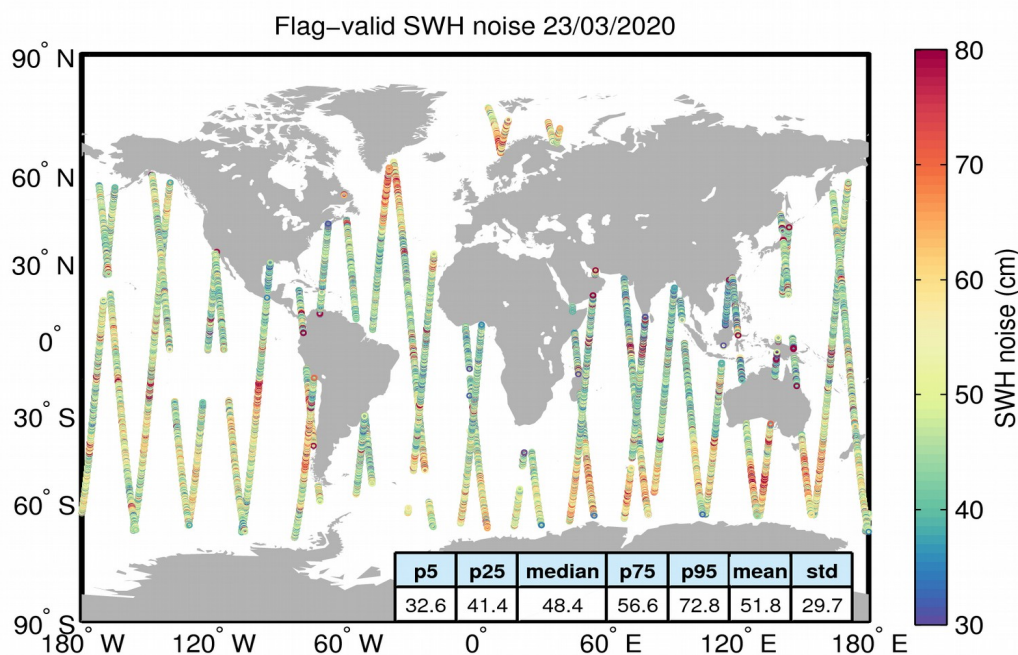 Flag−valid SWH noise 23/03/2020
90° N
60° N
30° N
0°
30° S
60° S
90° S
180° W
120° W
60° W
0°
60° E
120° E
180° E
80
70
60
50
40
30
SWH noise (cm)
p5 p25 median p75 p95 mean std
32.6 41.4 48.4 56.6 72.8 51.8 29.7